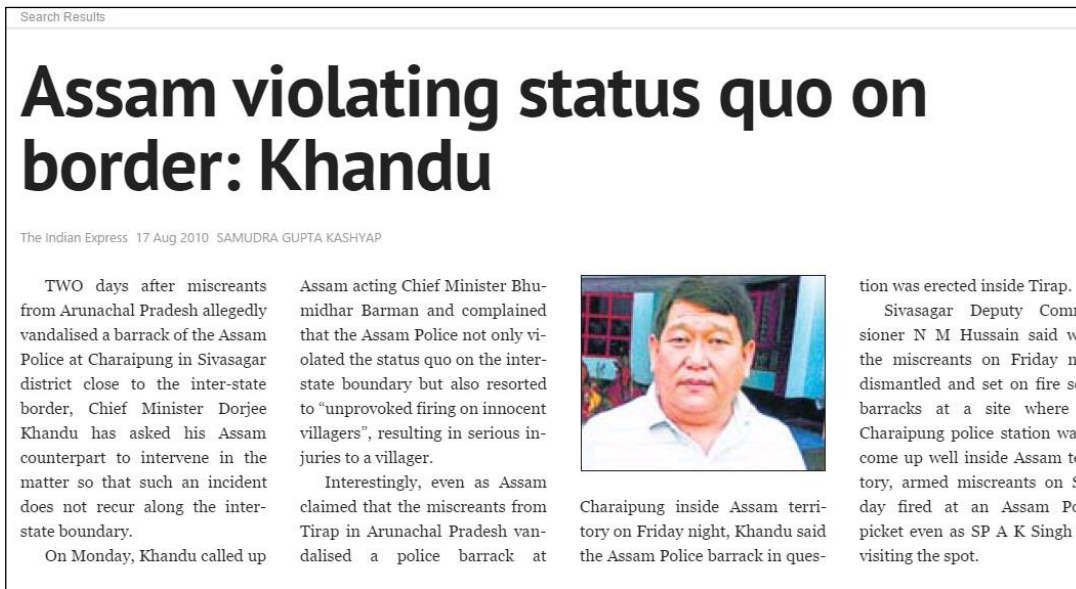 Search Results
Assam violating status quo on
border: Khandu
The Indian Express 17 Aug 2010 SAMUDRA GUPTA KASHYAP
TWO days after miscreants
from Arunachal Pradesh allegedly
vandalised a barrack of the Assam
Police at Charaipung in Sivasagar
district close to the inter-state
border, Chief Minister Dorjee
Khandu has asked his Assam
counterpart to intervene in the
matter so that such an incident
does not recur along the inter-
state boundary.
On Monday, Khandu called up
Assam acting Chief Minister Bhu-
midhar Barman and complained
that the Assam Police not only vi-
olated the status quo on the inter-
state boundary but also resorted
to “unprovoked firing on innocent
villagers”, resulting in serious in-
juries to a villager.
Interestingly, even as Assam
claimed that the miscreants from
Tirap in Arunachal Pradesh van-
dalised a police barrack at
Charaipung inside Assam terri-
tory on Friday night, Khandu said
the Assam Police barrack in ques-
tion was erected inside Tirap.
Sivasagar Deputy Comm
sioner N M Hussain said w
the miscreants on Friday n
dismantled and set on fire s
barracks at a site where
Charaipung police station wa
come up well inside Assam te
tory, armed miscreants on S
day fired at an Assam Po
picket even as SP A K Singh
visiting the spot.